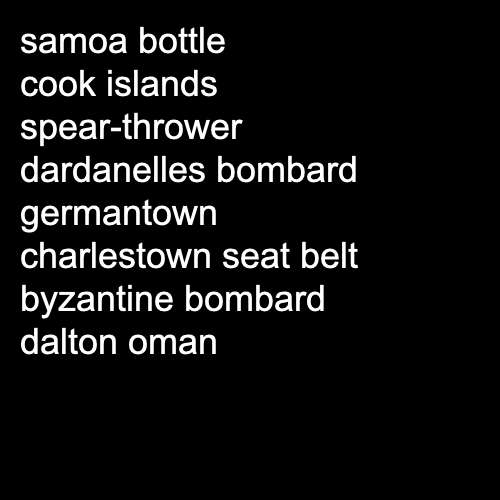 samoa bottle
cook islands
spear-thrower
dardanelles bombard
germantown
charlestown seat belt
byzantine bombard
dalton oman